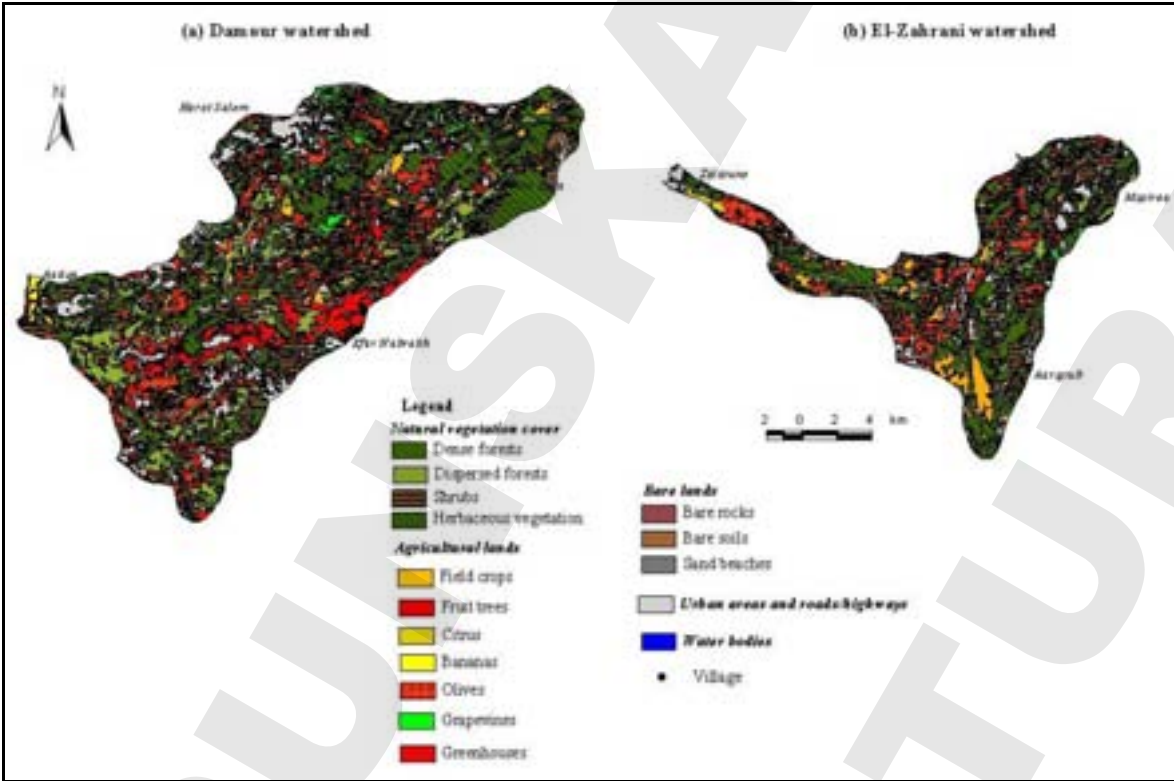 (a) Damour watershed
(b) El-Zahrani watershed
N
2 0 2 4 km
Legend
Natural vegetation cover
Dense forests
Dispersed forests
Shrubs
Herbaceous vegetation
Agricultural lands
Field crops
Fruit trees
Citrus
Bananas
Olives
Grapevines
Greenhouses
Bare lands
Bare rocks
Bare soils
Sand beaches
Urban areas and roads/highways
Water bodies
Village